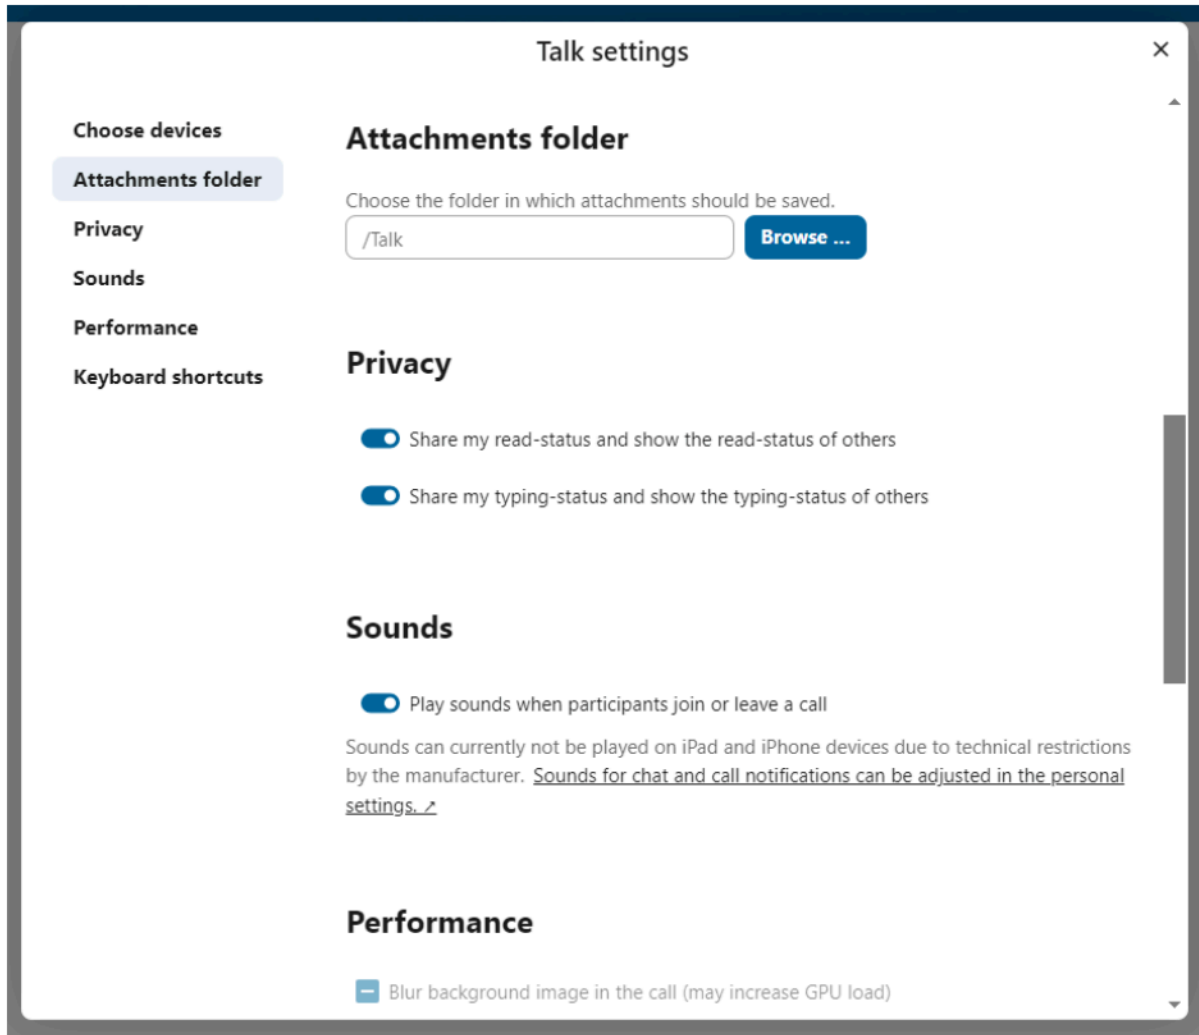 Talk settings
Choose devices
Attachments folder
Privacy
Sounds
Performance
Keyboard shortcuts
Attachments folder
Choose the folder in which attachments should be saved.
/Talk
Browse ...
Privacy
Share my read-status and show the read-status of others
Share my typing-status and show the typing-status of others
Sounds
Play sounds when participants join or leave a call
Sounds can currently not be played on iPad and iPhone devices due to technical restrictions
by the manufacturer. Sounds for chat and call notifications can be adjusted in the personal
settings. ↗
Performance
Blur background image in the call (may increase GPU load)